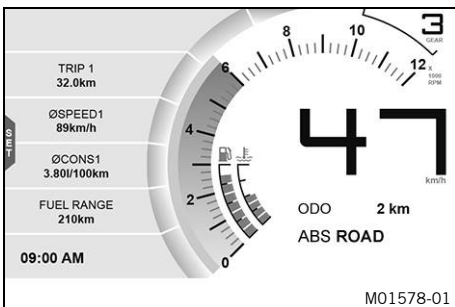 TRIP 1
32.0km
ØSPEED1
89km/h
ØCONS1
3.80l/100km
FUEL RANGE
210km
09:00 AM
SET
0
2
4
6
8
10
12
X
1000
RPM
3
GEAR
47
km/h
ODO 2 km
ABS ROAD
M01578-01